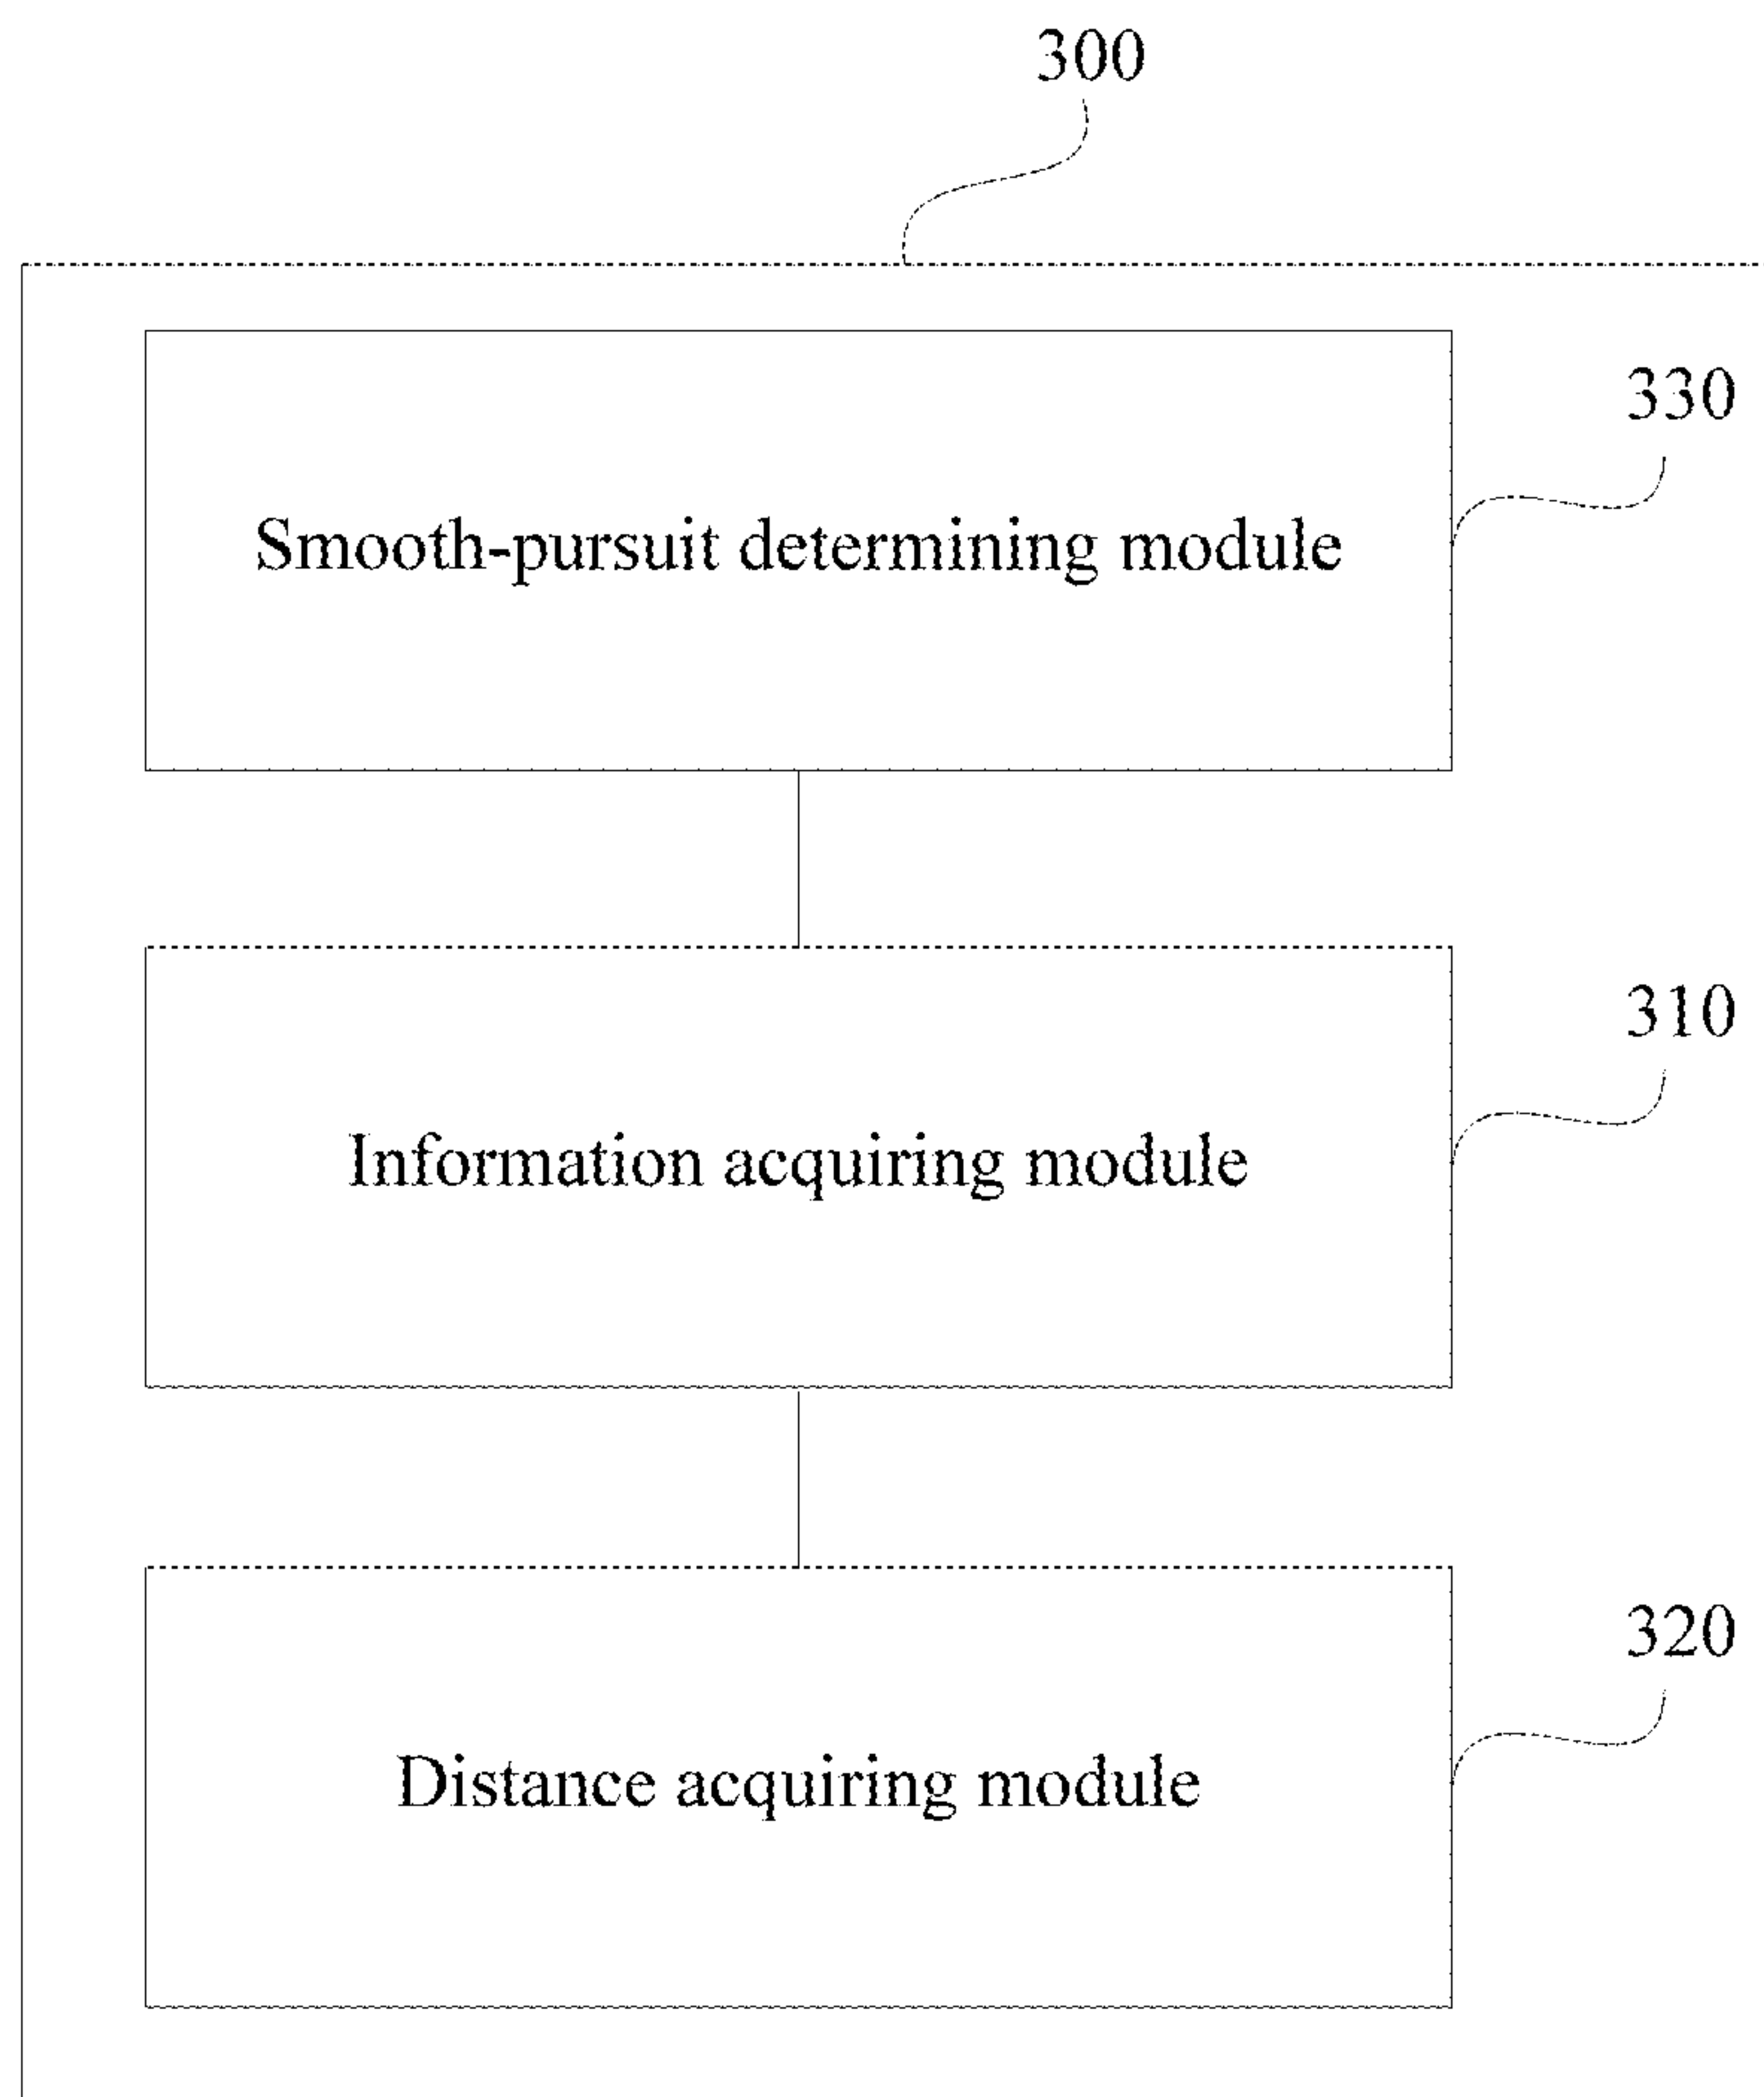 300
330
Smooth-pursuit determining module
310
Information acquiring module
320
Distance acquiring module